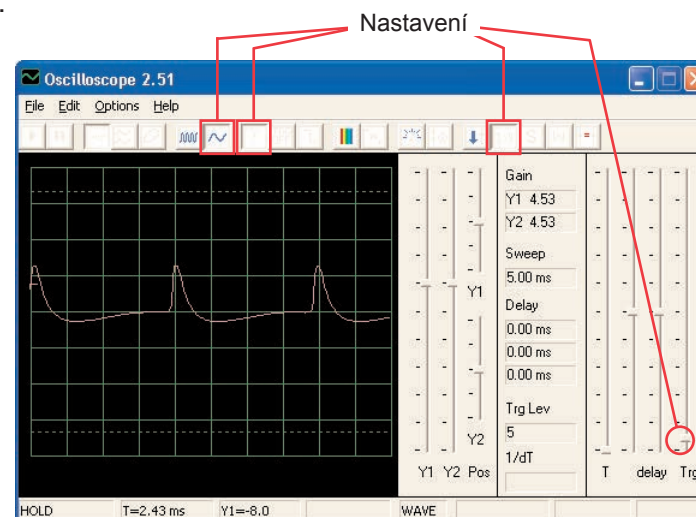 Nastavení
Oscilloscope 2.51
File Edit Options Help
Gain
Y1 4.53
Y2 4.53
Sweep
5.00 ms
Y1
Delay
0.00 ms
0.00 ms
0.00 ms
Trg Lev
5
Y2
1/dT
Y1 Y2 Pos
T delay Trg
HOLD T=2.43 ms Y1=-8.0 WAVE